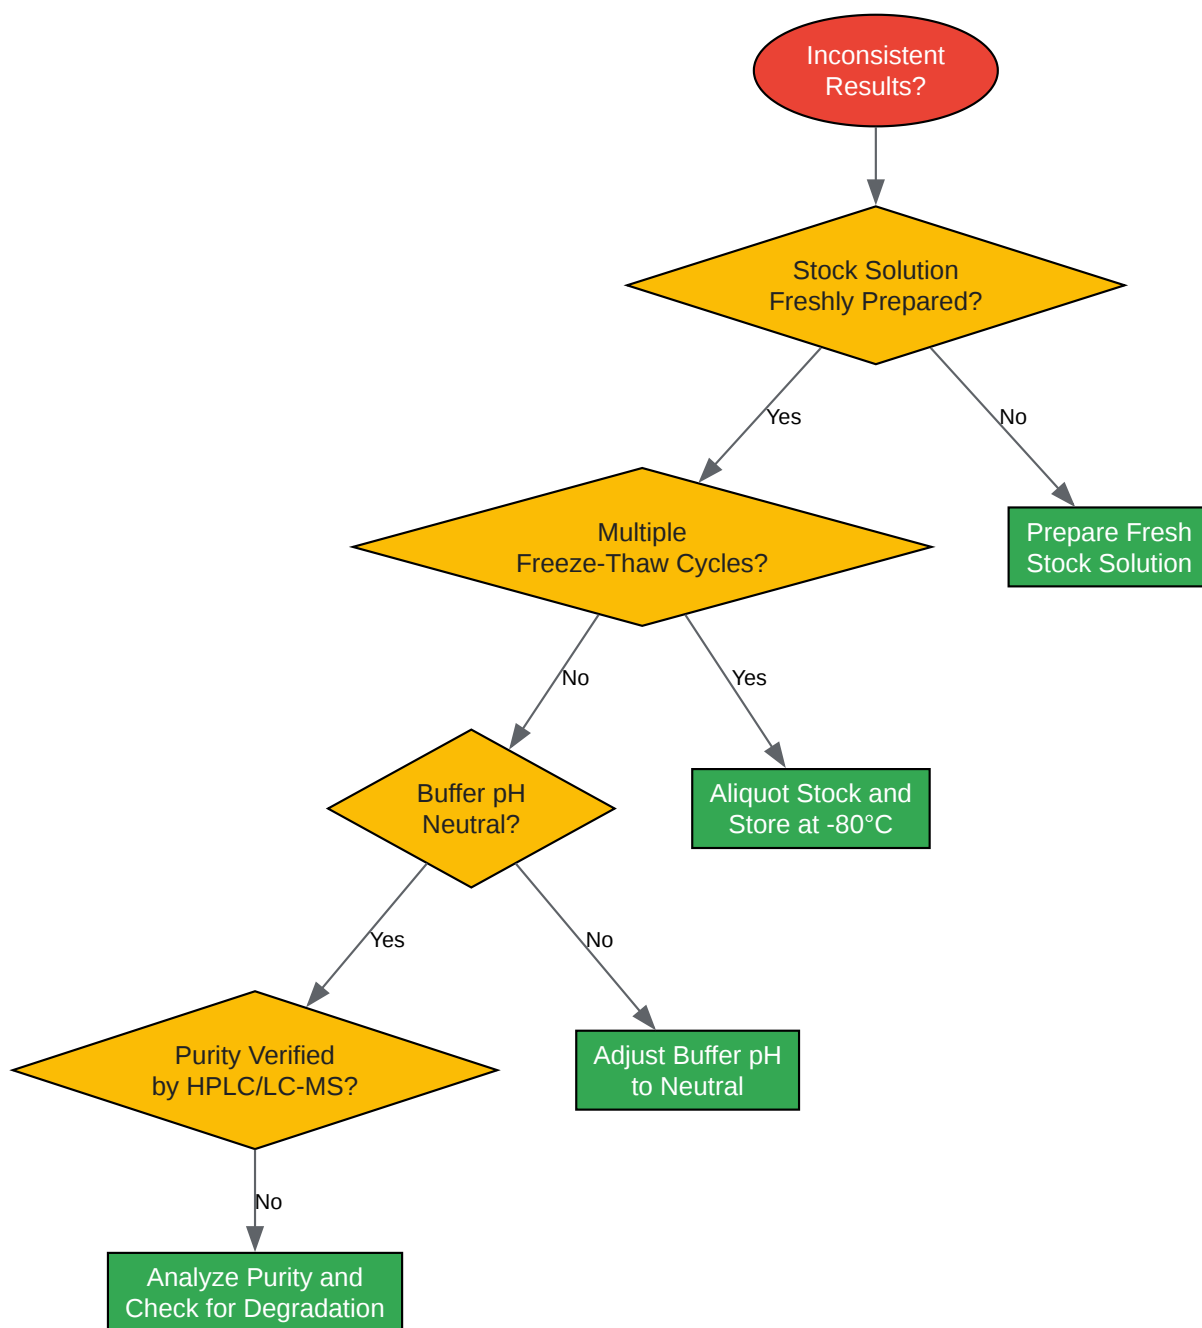 Inconsistent
Results?
Stock Solution
Freshly Prepared?
Yes
No
Multiple
Freeze-Thaw Cycles?
Prepare Fresh
Stock Solution
No
Yes
Buffer pH
Neutral?
Aliquot Stock and
Store at -80°C
Yes
No
Purity Verified
by HPLC/LC-MS?
Adjust Buffer pH
to Neutral
No
Analyze Purity and
Check for Degradation